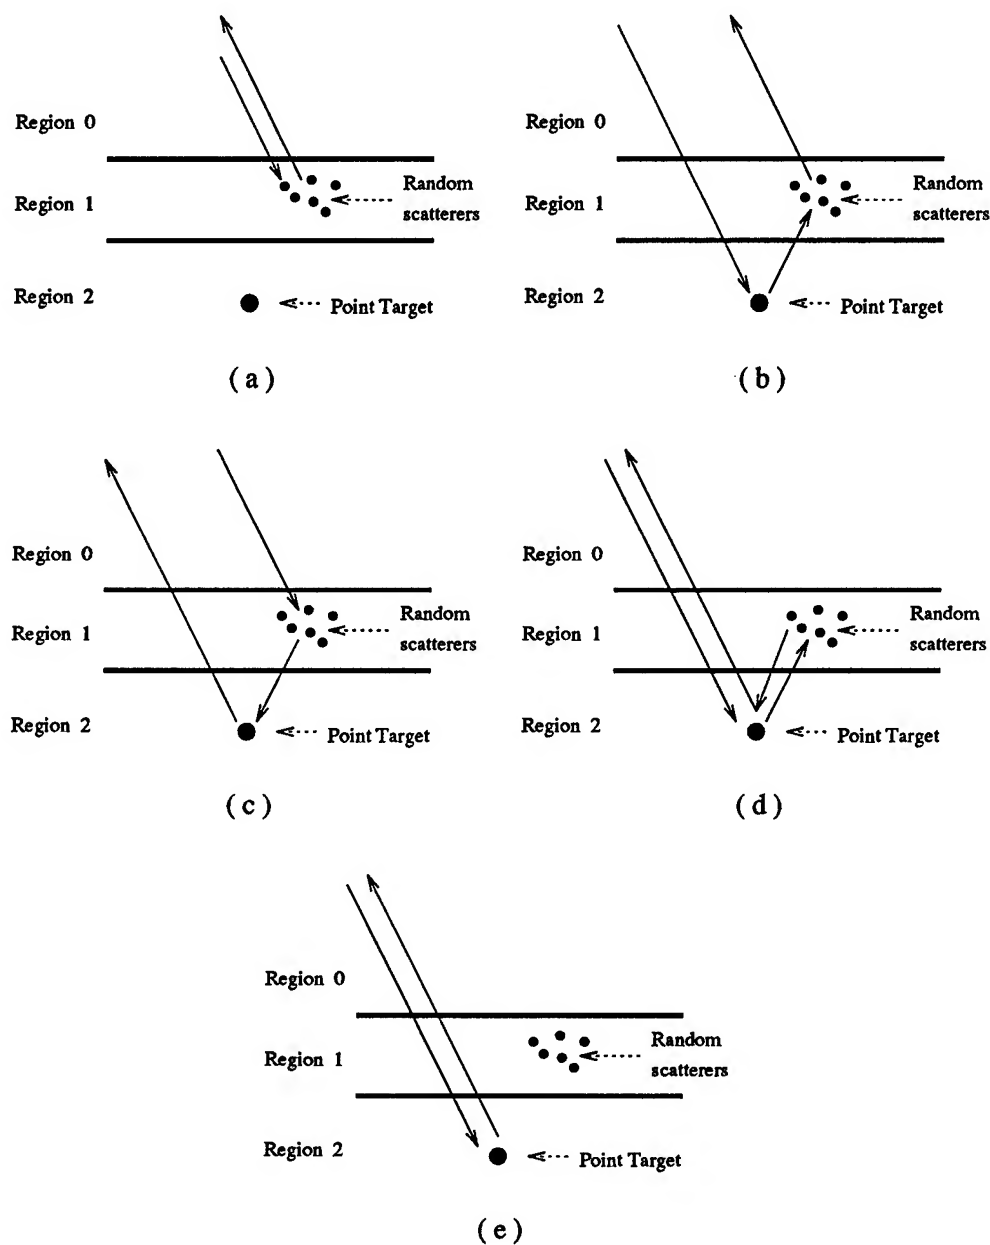 Region 0
Region 1
Random
scatterers
Region 2
Point Target
( a )
Region 0
Region 1
Random
scatterers
Region 2
Point Target
( b )
Region 0
Region 1
Random
scatterers
Region 2
Point Target
( c )
Region 0
Region 1
Random
scatterers
Region 2
Point Target
( d )
Region 0
Region 1
Random
scatterers
Region 2
Point Target
( e )